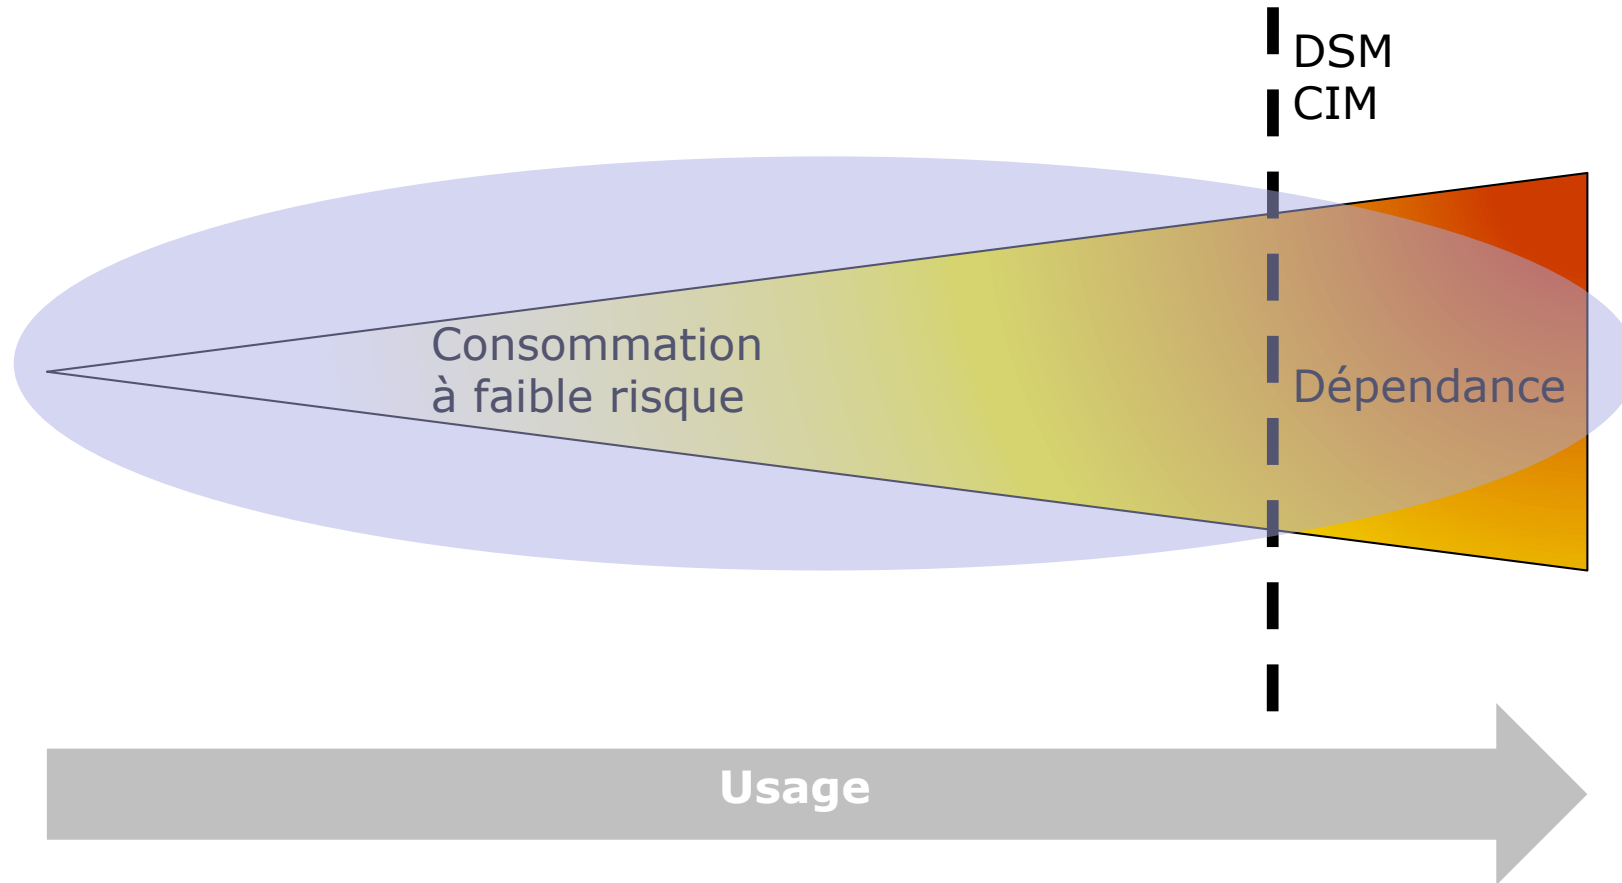 DSM
CIM
Consommation
à faible risque
Dépendance
Usage